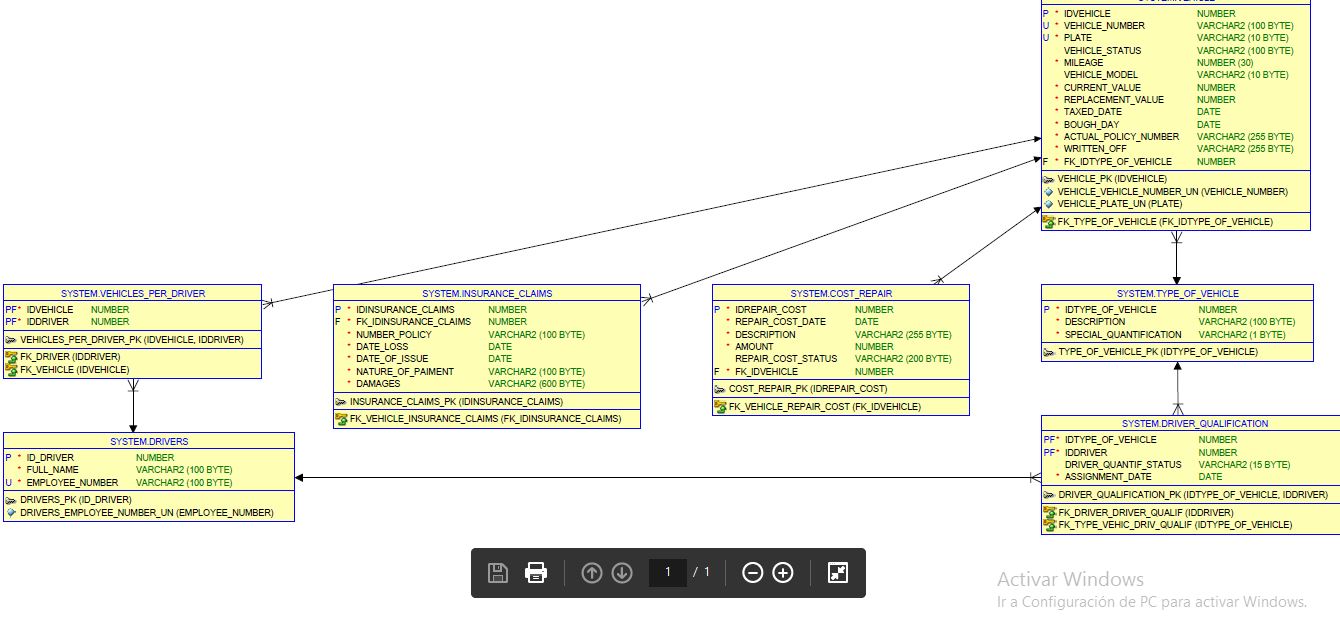 P * IDVEHICLE NUMBER
U * VEHICLE_NUMBER VARCHAR2 (100 BYTE)
U * PLATE VARCHAR2 (10 BYTE)
VEHICLE_STATUS VARCHAR2 (100 BYTE)
* MILEAGE NUMBER (30)
VEHICLE_MODEL VARCHAR2 (10 BYTE)
* CURRENT_VALUE NUMBER
* REPLACEMENT_VALUE NUMBER
* TAXED_DATE DATE
* BOUGH_DAY DATE
* ACTUAL_POLICY_NUMBER VARCHAR2 (255 BYTE)
* WRITTEN_OFF VARCHAR2 (255 BYTE)
F * FK_IDTYPE_OF_VEHICLE NUMBER
VEHICLE_PK (IDVEHICLE)
VEHICLE_VEHICLE_NUMBER_UN (VEHICLE_NUMBER)
VEHICLE_PLATE_UN (PLATE)
FK_TYPE_OF_VEHICLE (FK_IDTYPE_OF_VEHICLE)
SYSTEM.VEHICLES_PER_DRIVER
PF* IDVEHICLE NUMBER
PF* IDDRIVER NUMBER
VEHICLES_PER_DRIVER_PK (IDVEHICLE, IDDRIVER)
FK_DRIVER (IDDRIVER)
FK_VEHICLE (IDVEHICLE)
SYSTEM.INSURANCE_CLAIMS
P * IDINSURANCE_CLAIMS NUMBER
F * FK_IDINSURANCE_CLAIMS NUMBER
* NUMBER_POLICY VARCHAR2 (100 BYTE)
* DATE_LOSS DATE
* DATE_OF_ISSUE DATE
* NATURE_OF_PAIMENT VARCHAR2 (100 BYTE)
* DAMAGES VARCHAR2 (600 BYTE)
INSURANCE_CLAIMS_PK (IDINSURANCE_CLAIMS)
FK_VEHICLE_INSURANCE_CLAIMS (FK_IDINSURANCE_CLAIMS)
SYSTEM.COST_REPAIR
P * IDREPAIR_COST NUMBER
* REPAIR_COST_DATE DATE
* DESCRIPTION VARCHAR2 (255 BYTE)
* AMOUNT NUMBER
REPAIR_COST_STATUS VARCHAR2 (200 BYTE)
F * FK_IDVEHICLE NUMBER
COST_REPAIR_PK (IDREPAIR_COST)
FK_VEHICLE_REPAIR_COST (FK_IDVEHICLE)
SYSTEM.TYPE_OF_VEHICLE
P * IDTYPE_OF_VEHICLE NUMBER
* DESCRIPTION VARCHAR2 (100 BYTE)
* SPECIAL_QUANTIFICATION VARCHAR2 (1 BYTE)
TYPE_OF_VEHICLE_PK (IDTYPE_OF_VEHICLE)
SYSTEM.DRIVERS
P * ID_DRIVER NUMBER
* FULL_NAME VARCHAR2 (100 BYTE)
U * EMPLOYEE_NUMBER VARCHAR2 (100 BYTE)
DRIVERS_PK (ID_DRIVER)
DRIVERS_EMPLOYEE_NUMBER_UN (EMPLOYEE_NUMBER)
SYSTEM.DRIVER_QUALIFICATION
PF* IDTYPE_OF_VEHICLE NUMBER
PF* IDDRIVER NUMBER
DRIVER_QUANTIF_STATUS VARCHAR2 (15 BYTE)
* ASSIGNMENT_DATE DATE
DRIVER_QUALIFICATION_PK (IDTYPE_OF_VEHICLE, IDDRIVER)
FK_DRIVER_DRIVER_QUALIF (IDDRIVER)
FK_TYPE_VEHIC_DRIV_QUALIF (IDTYPE_OF_VEHICLE)
1 / 1
Activar Windows
Ir a Configuración de PC para activar Windows.